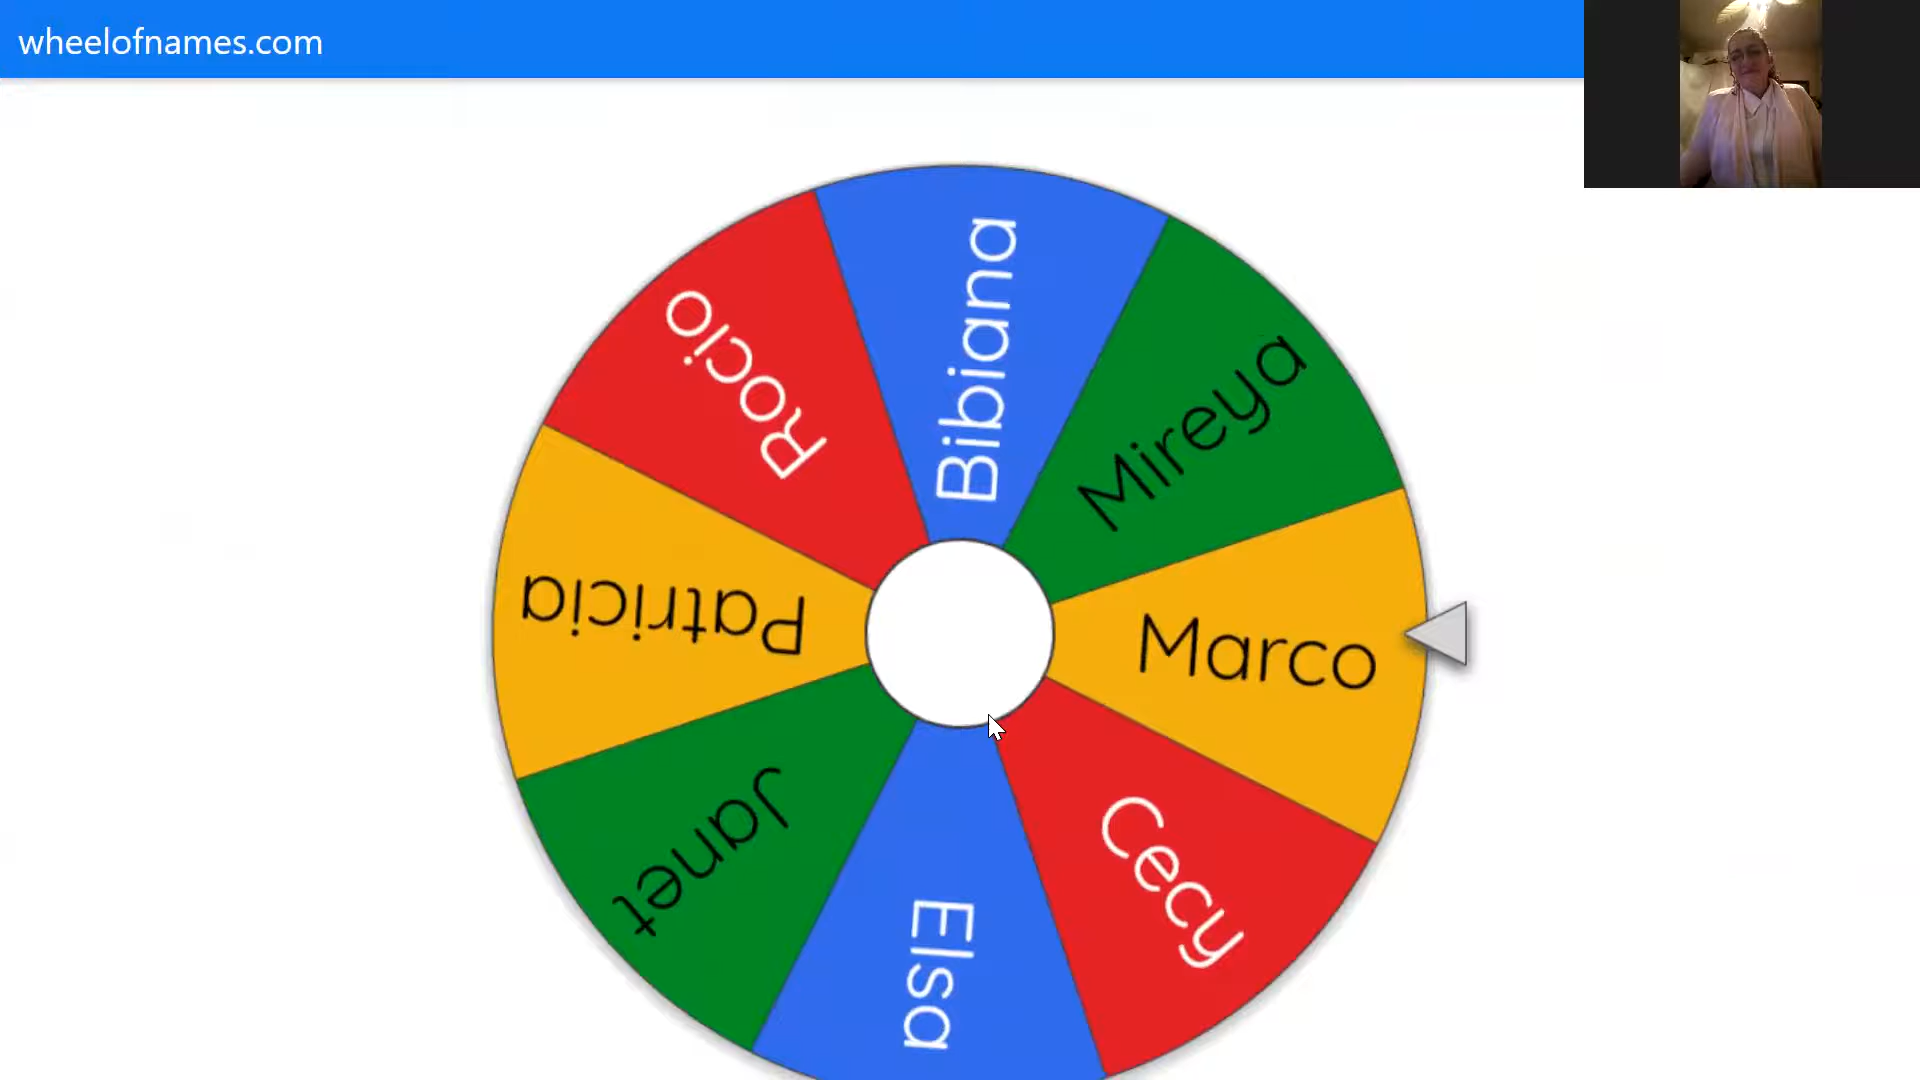 wheelofnames.com
Bibiana
Mireya
Marco
Cecy
Elsa
Janet
Patricia
Rocio